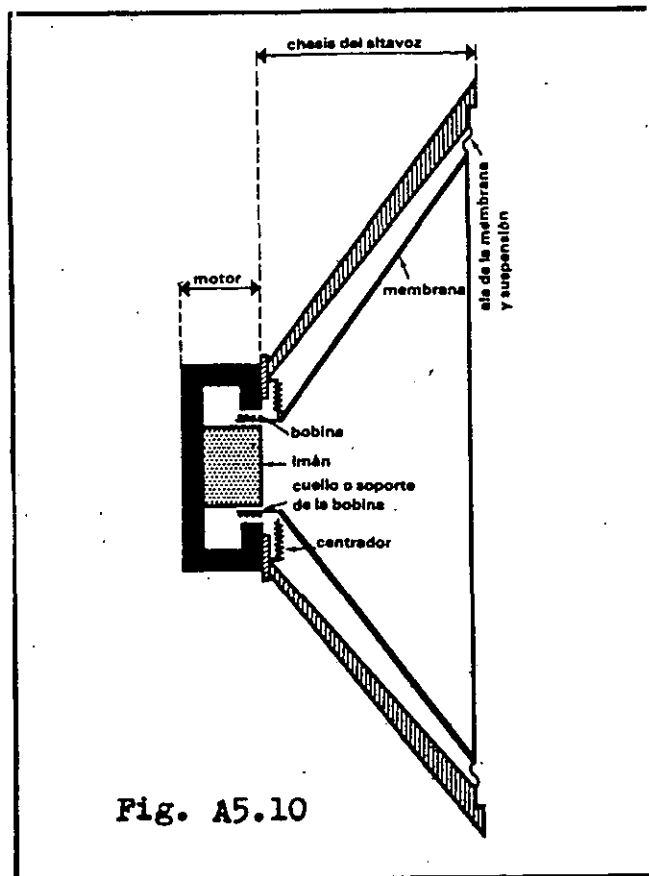 chasis del altavoz
ala de la membrana
y suspensión
motor
membrana
bobina
imán
cuello o soporte
de la bobina
centrador
Fig. A5.10